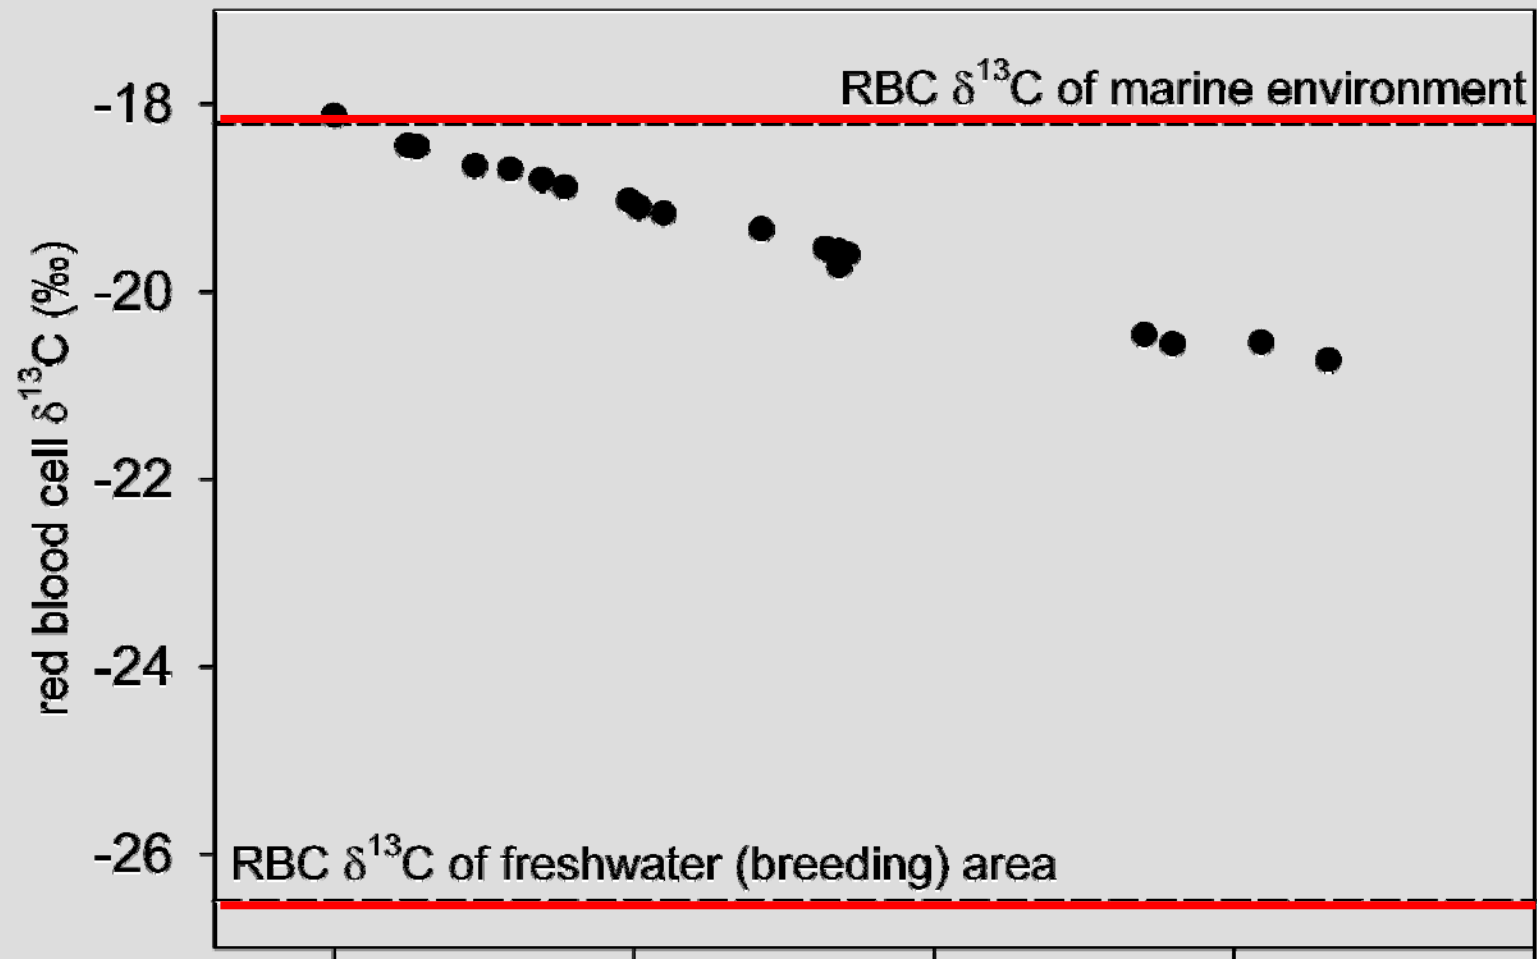 RBC δ¹³C of marine environment
-18
-20
-22
-24
-26
red blood cell δ¹³C (‰)
RBC δ¹³C of freshwater (breeding) area